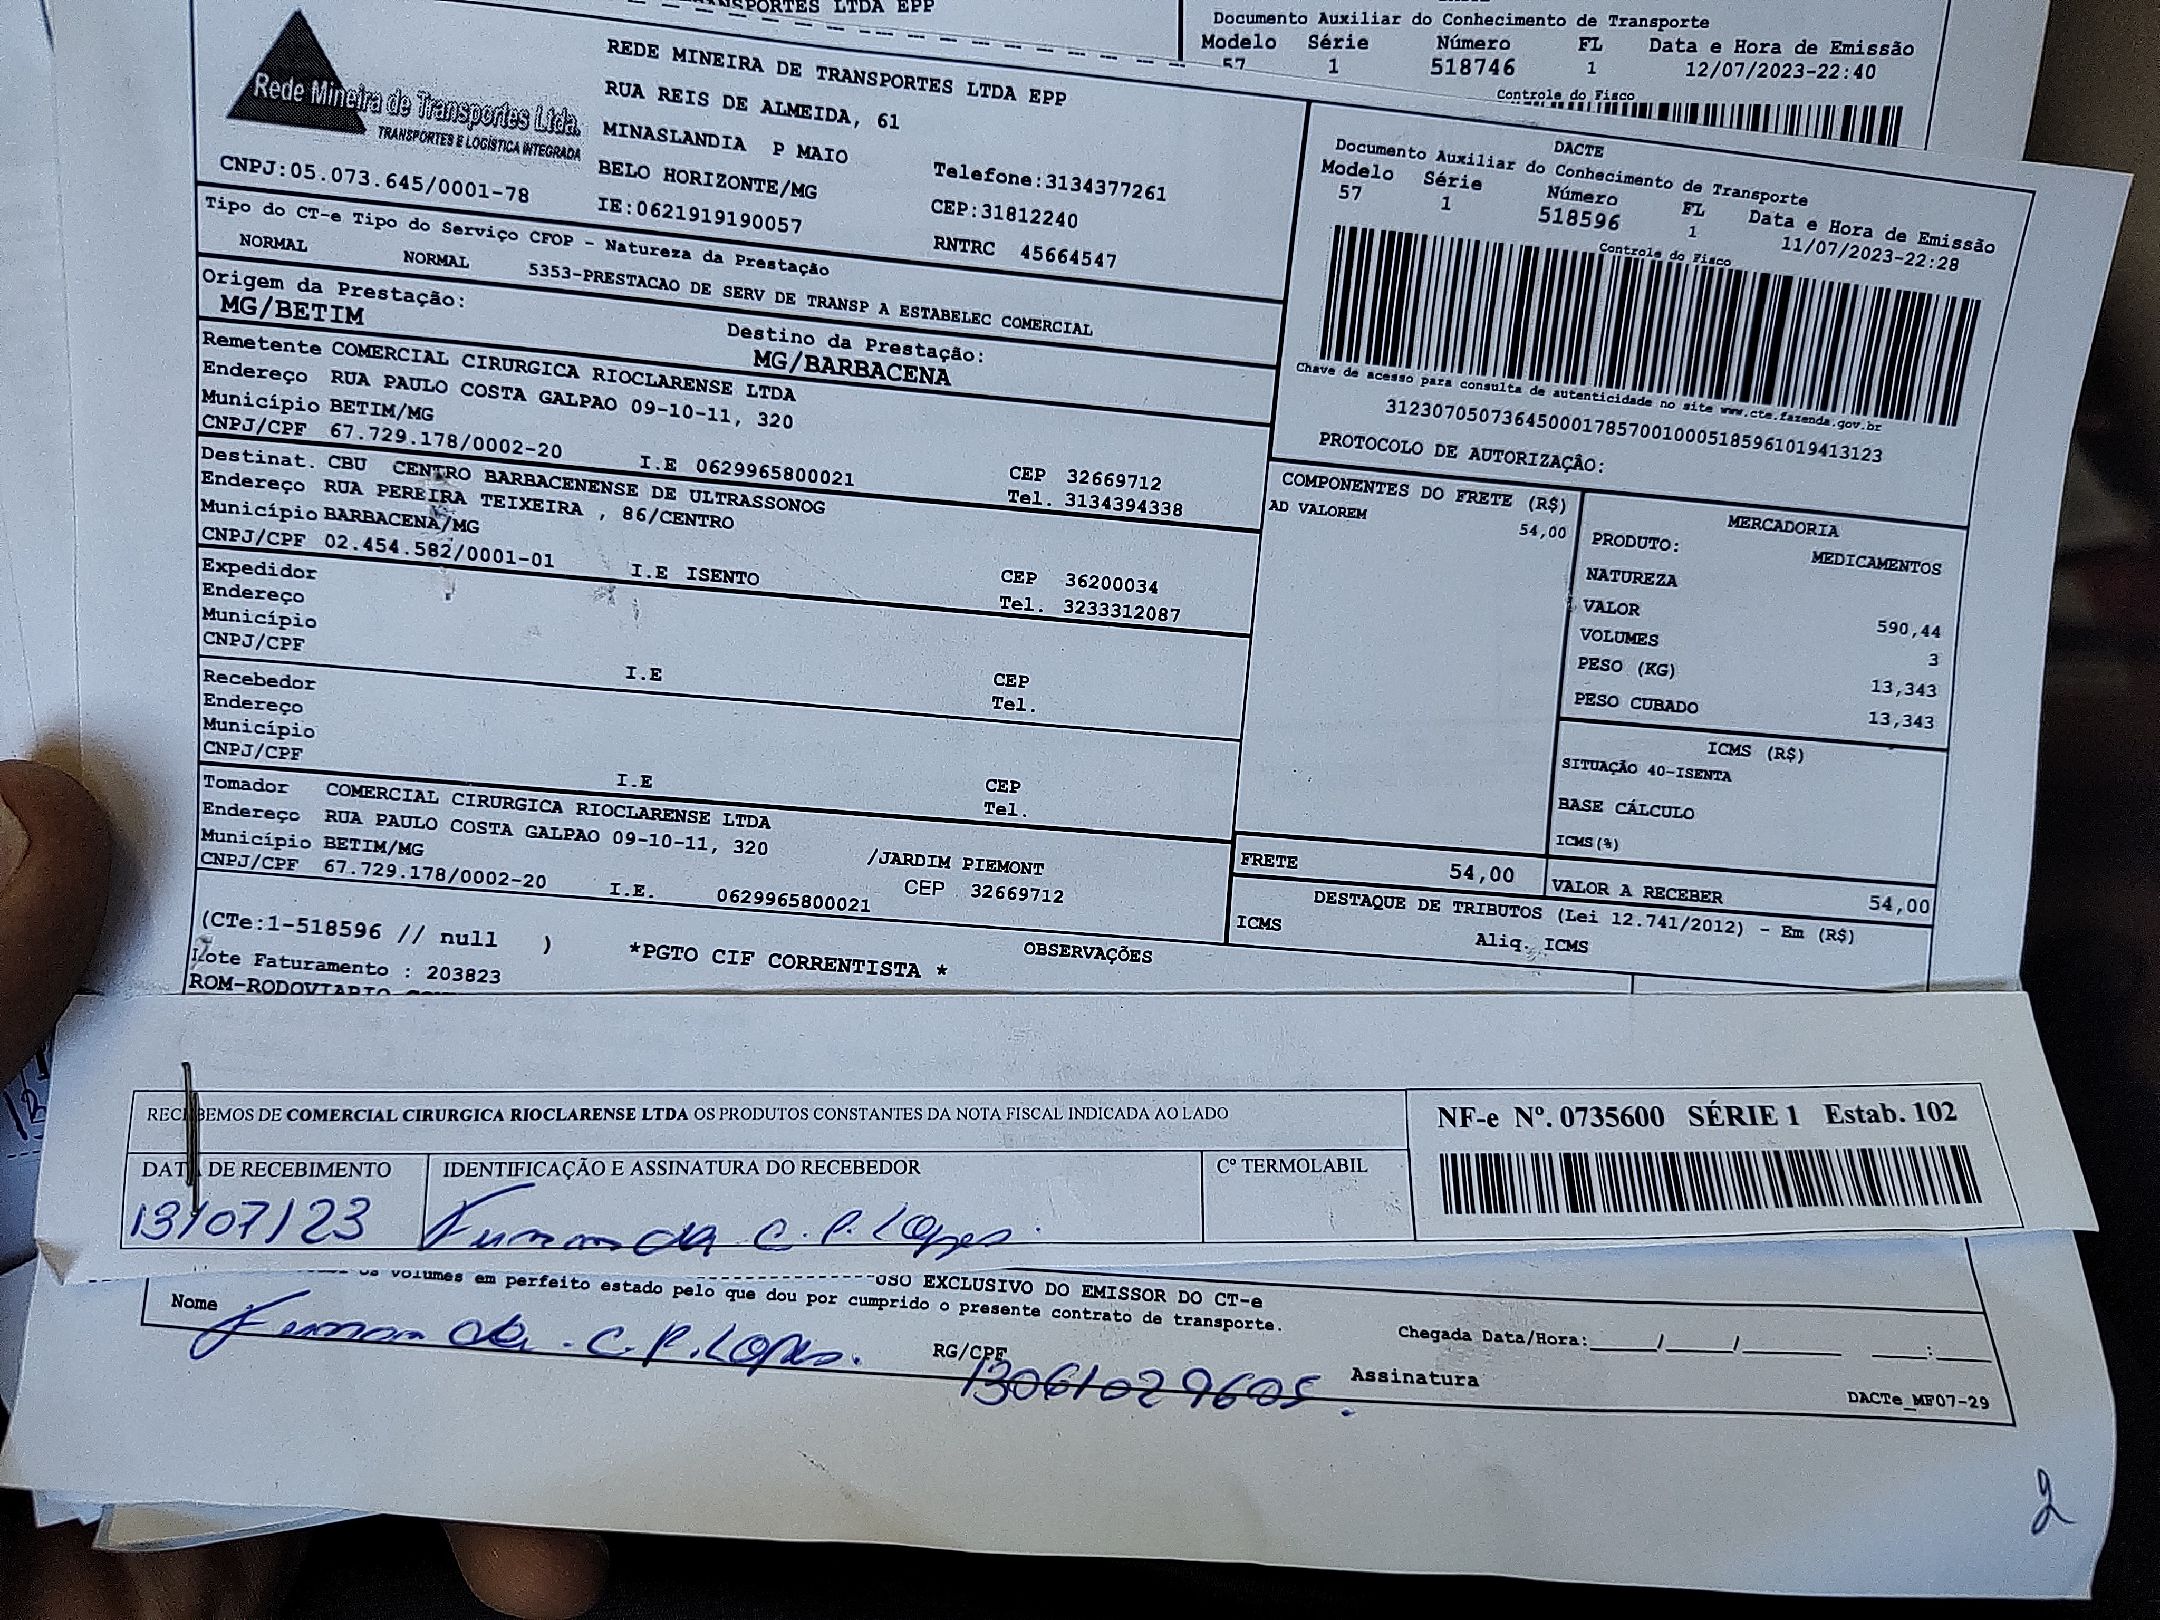 NSPORTES LTDA EPP
Documento Auxiliar do Conhecimento de Transporte
Modelo Série Número FL Data e Hora de Emissão
57 1 518746 1 12/07/2023-22:40
Controle do Fisco
Rede Mineira de Transportes Ltda.
TRANSPORTES E LOGÍSTICA INTEGRADA
CNPJ:05.073.645/0001-78
REDE MINEIRA DE TRANSPORTES LTDA EPP
RUA REIS DE ALMEIDA, 61
MINASLANDIA P MAIO
BELO HORIZONTE/MG
IE:0621919190057
Telefone:3134377261
CEP:31812240
RNTRC 45664547
DACTE
Documento Auxiliar do Conhecimento de Transporte
Modelo Série Número FL Data e Hora de Emissão
57 1 518596 1 11/07/2023-22:28
Controle do Fisco
Chave de acesso para consulta de autenticidade no site www.cte.fazenda.gov.br
31230705073645000178570010005185961019413123
PROTOCOLO DE AUTORIZAÇÂO:
Tipo do CT-e Tipo do Serviço CFOP - Natureza da Prestação
NORMAL NORMAL 5353-PRESTACAO DE SERV DE TRANSP A ESTABELEC COMERCIAL
Origem da Prestação:
MG/BETIM
Destino da Prestação:
MG/BARBACENA
Remetente COMERCIAL CIRURGICA RIOCLARENSE LTDA
Endereço RUA PAULO COSTA GALPAO 09-10-11, 320
Município BETIM/MG CEP 32669712
CNPJ/CPF 67.729.178/0002-20 I.E 0629965800021 Tel. 3134394338
Destinat. CBU CENTRO BARBACENENSE DE ULTRASSONOG
Endereço RUA PEREIRA TEIXEIRA , 86/CENTRO
Município BARBACENA/MG CEP 36200034
CNPJ/CPF 02.454.582/0001-01 I.E ISENTO Tel. 3233312087
Expedidor
Endereço
Município CEP
CNPJ/CPF I.E Tel.
Recebedor
Endereço
Município CEP
CNPJ/CPF I.E Tel.
Tomador COMERCIAL CIRURGICA RIOCLARENSE LTDA
Endereço RUA PAULO COSTA GALPAO 09-10-11, 320 /JARDIM PIEMONT
Município BETIM/MG CEP 32669712
CNPJ/CPF 67.729.178/0002-20 I.E. 0629965800021
COMPONENTES DO FRETE (R$)
AD VALOREM 54,00
MERCADORIA
PRODUTO: MEDICAMENTOS
NATUREZA
VALOR 590,44
VOLUMES 3
PESO (KG) 13,343
PESO CUBADO 13,343
ICMS (R$)
SITUAÇÃO 40-ISENTA
BASE CÁLCULO
ICMS(%)
FRETE 54,00 VALOR A RECEBER 54,00
DESTAQUE DE TRIBUTOS (Lei 12.741/2012) - Em (R$)
ICMS Aliq. ICMS
OBSERVAÇÕES
(CTe:1-518596 // null ) *PGTO CIF CORRENTISTA *
Lote Faturamento : 203823
ROM-RODOVIARIO
RECEBEMOS DE COMERCIAL CIRURGICA RIOCLARENSE LTDA OS PRODUTOS CONSTANTES DA NOTA FISCAL INDICADA AO LADO
NF-e Nº. 0735600 SÉRIE 1 Estab. 102
DATA DE RECEBIMENTO IDENTIFICAÇÃO E ASSINATURA DO RECEBEDOR Cº TERMOLABIL
13/07/23 Fernanda C. P. Lopes.
USO EXCLUSIVO DO EMISSOR DO CT-e
os volumes em perfeito estado pelo que dou por cumprido o presente contrato de transporte.
Nome Fernanda C. P. Lopes.
RG/CPF 13061029605.
Assinatura
Chegada Data/Hora:____/____/______ ___:____
DACTe_MF07-29
2